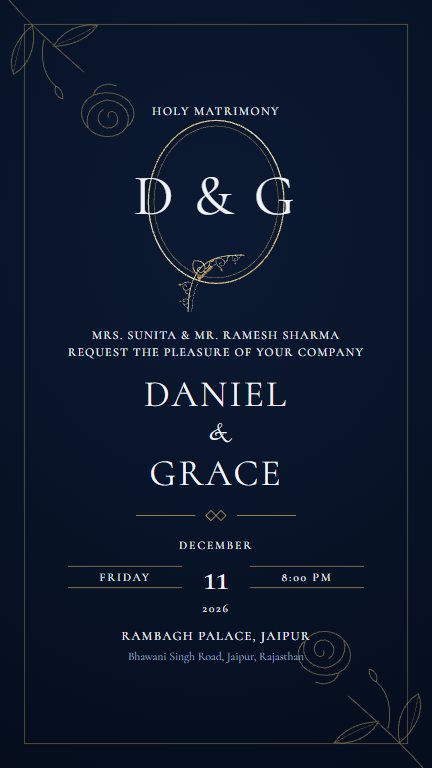 HOLY MATRIMONY
D & G
MRS. SUNITA & MR. RAMESH SHARMA
REQUEST THE PLEASURE OF YOUR COMPANY
DANIEL
&
GRACE
DECEMBER
FRIDAY 11 8:00 PM
2026
RAMBAGH PALACE, JAIPUR
Bhawani Singh Road, Jaipur, Rajasthan